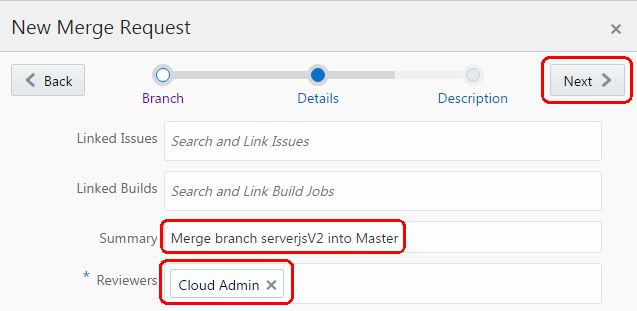 New Merge Request ×
Back Next
Branch Details Description
Linked Issues Search and Link Issues
Linked Builds Search and Link Build Jobs
Summary Merge branch serverjsV2 into Master
* Reviewers Cloud Admin ×